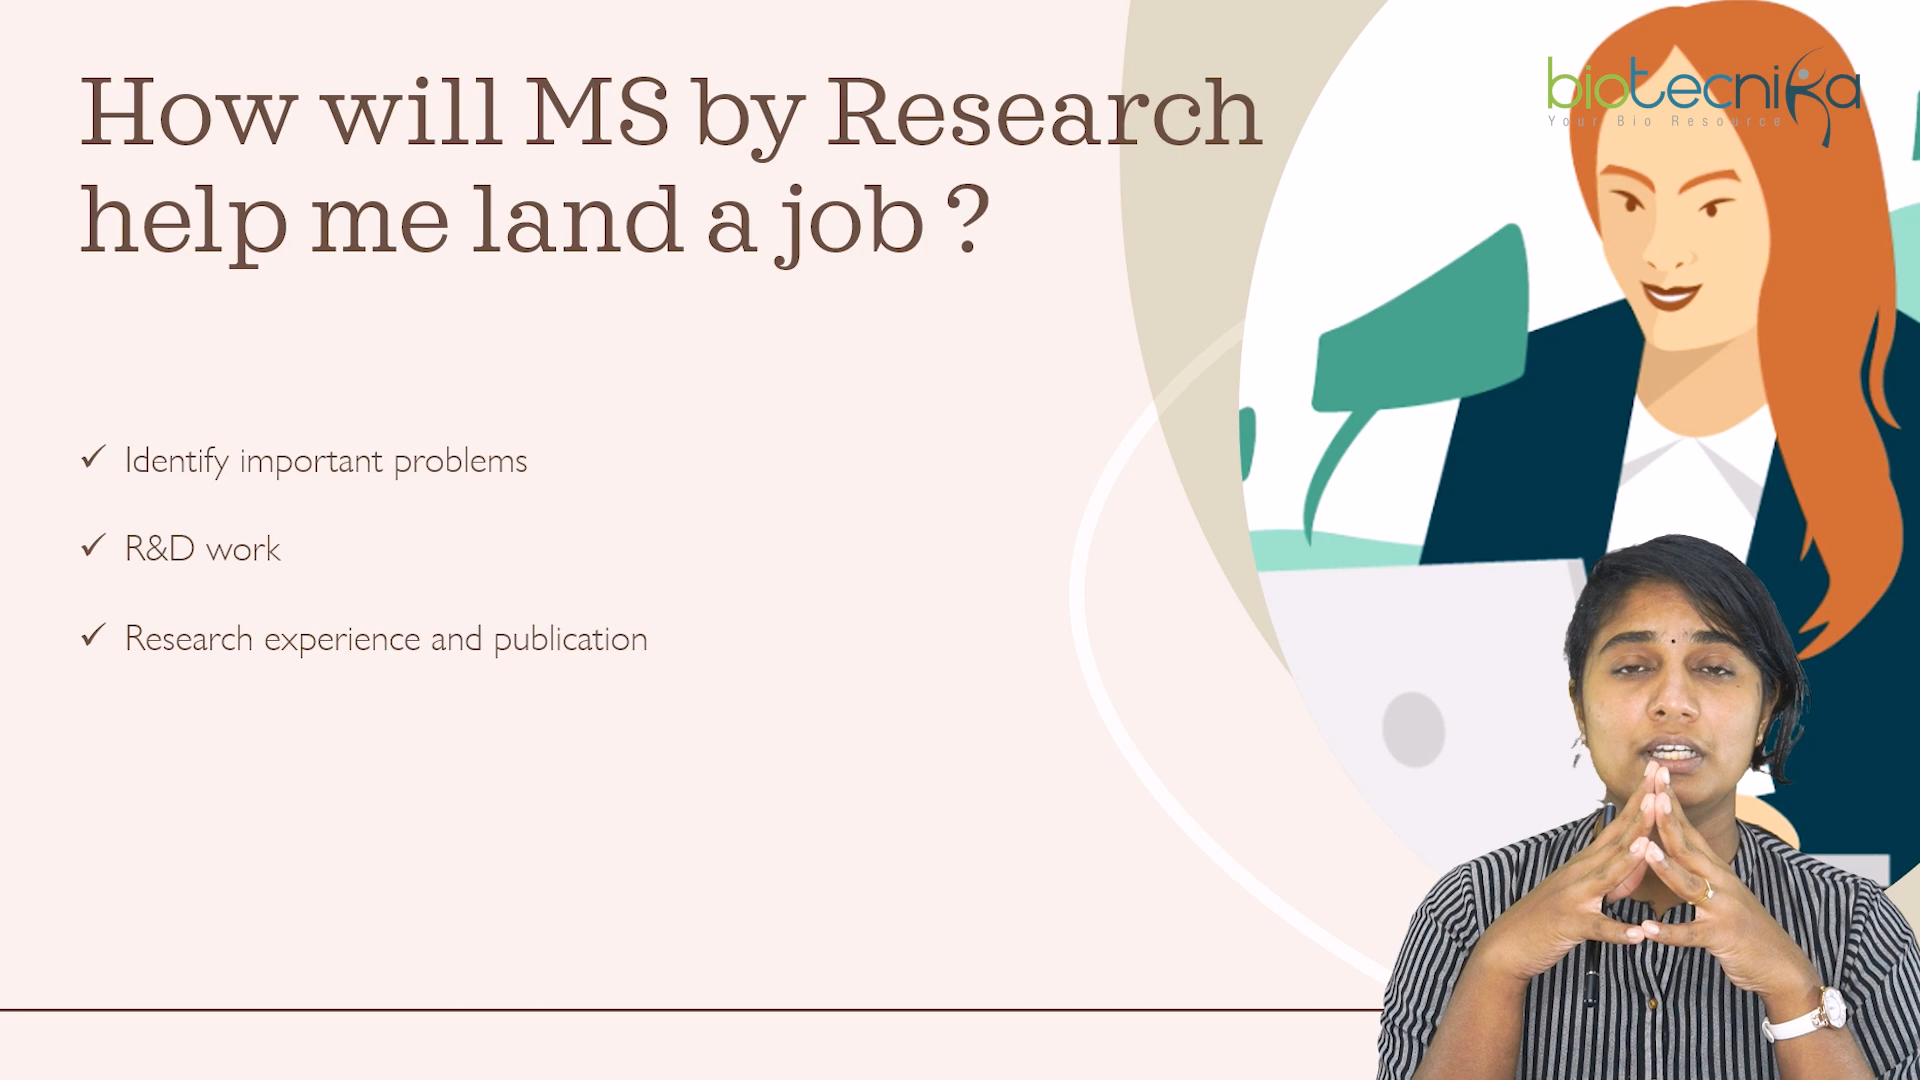 How will MS by Research
help me land a job ?
biotecnika
Your Bio Resource
✓ Identify important problems
✓ R&D work
✓ Research experience and publication